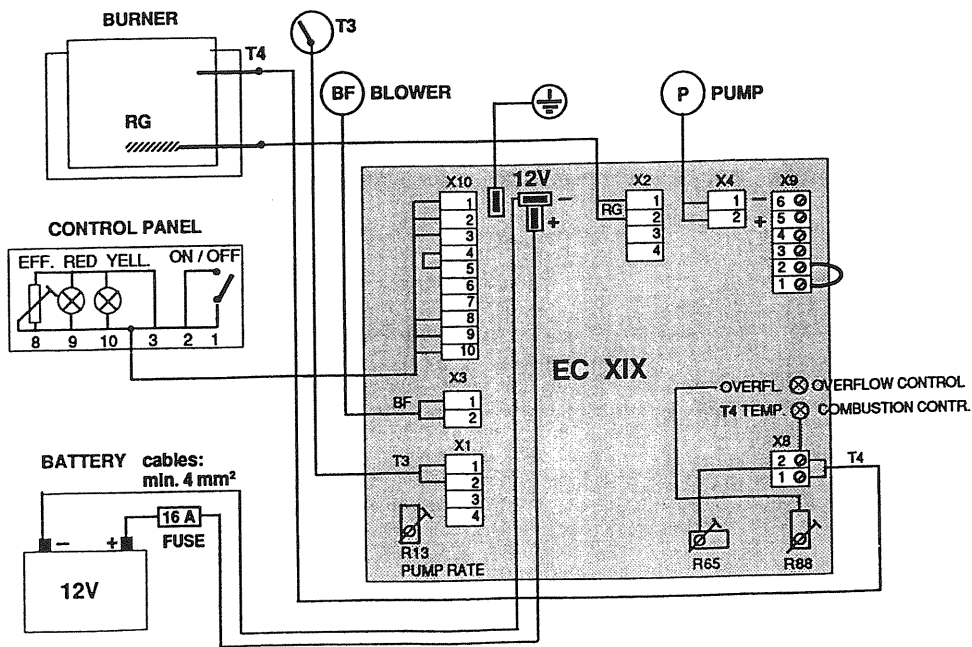 BURNER
T3
T4
BF BLOWER
P PUMP
RG
X10
12V
X2
X4
X9
1
2
3
4
5
6
7
8
9
10
−
+
RG
1
2
3
4
1
2
−
+
6
5
4
3
2
1
CONTROL PANEL
EFF. RED YELL. ON / OFF
8 9 10 3 2 1
EC XIX
X3
BF
1
2
OVERFL. OVERFLOW CONTROL
T4 TEMP. COMBUSTION CONTR.
X1
T3
1
2
3
4
X8
2
1
T4
BATTERY cables:
min. 4 mm²
16 A
FUSE
− +
12V
R13
PUMP RATE
R65
R88